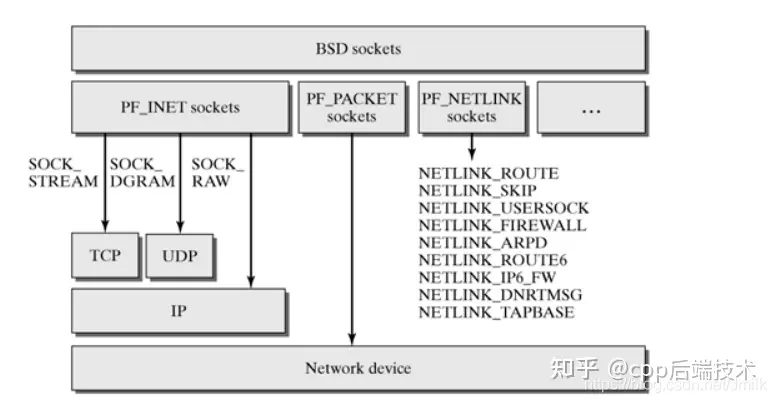 BSD sockets
PF_INET sockets
PF_PACKET
sockets
PF_NETLINK
sockets
...
SOCK_
STREAM
SOCK_
DGRAM
SOCK_
RAW
NETLINK_ROUTE
NETLINK_SKIP
NETLINK_USERSOCK
NETLINK_FIREWALL
NETLINK_ARPD
NETLINK_ROUTE6
NETLINK_IP6_FW
NETLINK_DNRTMSG
NETLINK_TAPBASE
TCP
UDP
IP
Network device
知乎 @cpp后端技术
https://blog.csdn.net/dmilk